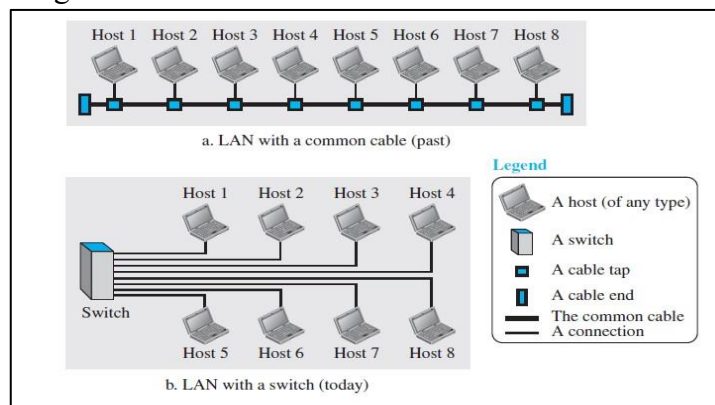 Host 1 Host 2 Host 3 Host 4 Host 5 Host 6 Host 7 Host 8
a. LAN with a common cable (past)
Host 1 Host 2 Host 3 Host 4
Switch
Host 5 Host 6 Host 7 Host 8
b. LAN with a switch (today)
Legend
A host (of any type)
A switch
A cable tap
A cable end
The common cable
A connection